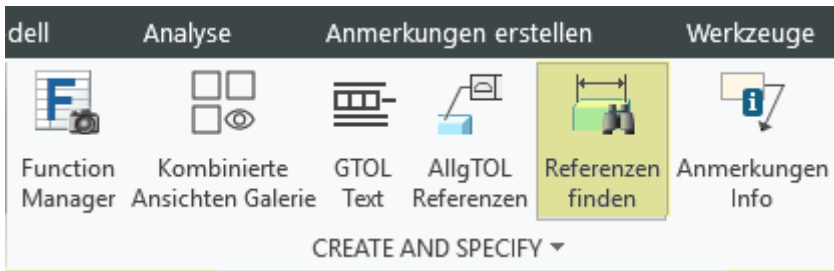 dell Analyse Anmerkungen erstellen Werkzeuge
Function Kombinierte GTOL AllgTOL Referenzen Anmerkungen
Manager Ansichten Galerie Text Referenzen finden Info
CREATE AND SPECIFY